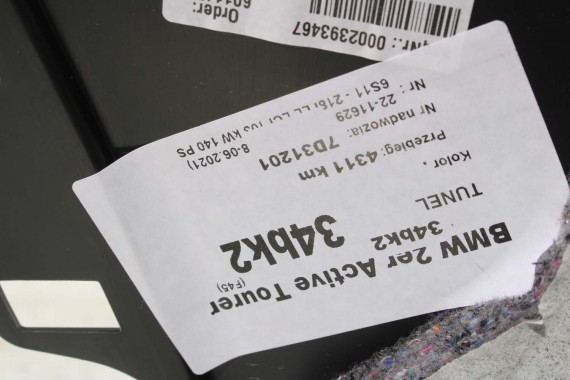 BMW 2er Active Tourer
(F45)
34bk2 34bk2
TUNEL
Kolor .
Przebieg: 4311 km
Nr nadwozia: 7D31201
22-11629
Nr : 6S11 - 218i kW 140 PS
8-06.2021)
Nr.: 0002393467
Order: